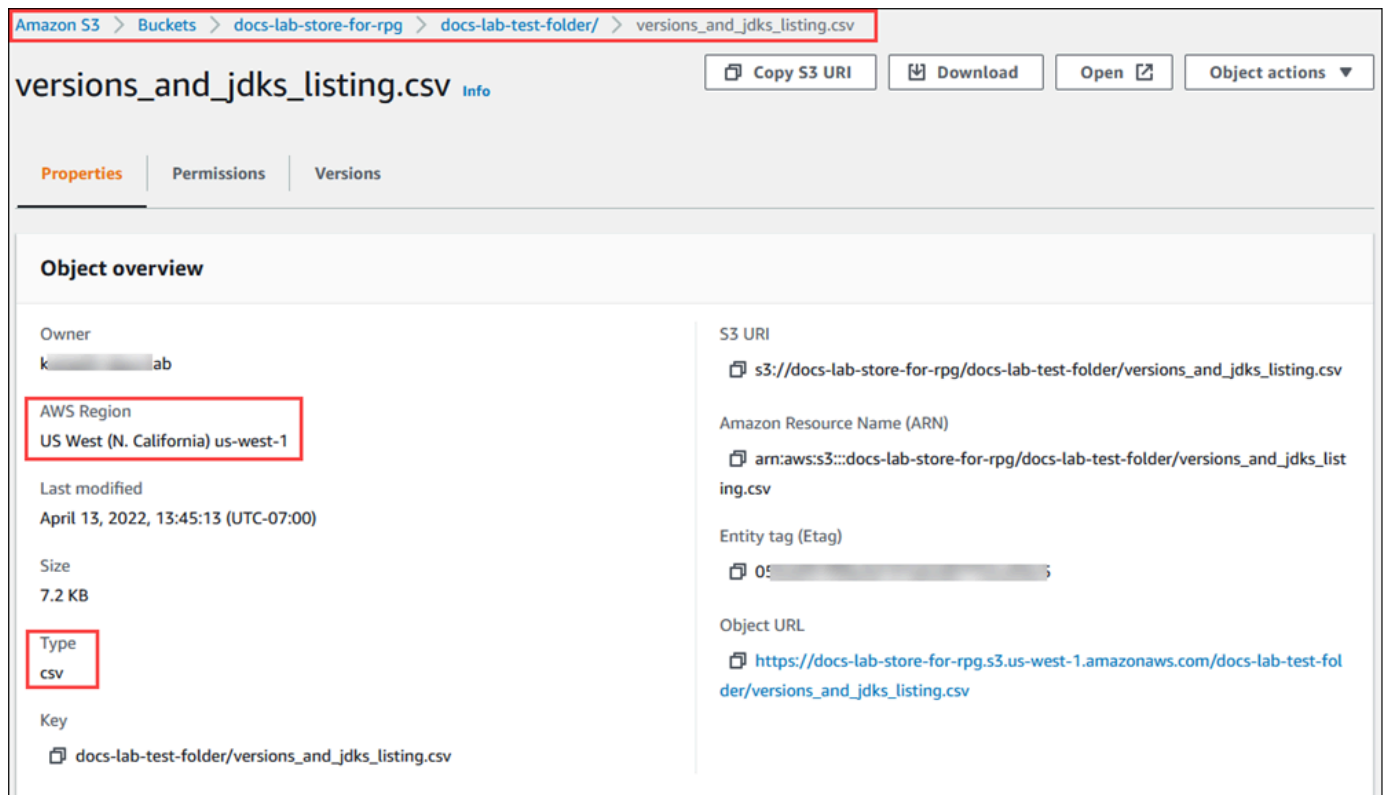 Amazon S3 > Buckets > docs-lab-store-for-rpg > docs-lab-test-folder/ > versions_and_jdks_listing.csv
versions_and_jdks_listing.csv Info
Copy S3 URI
Download
Open
Object actions
Properties
Permissions
Versions
Object overview
Owner
k ab
AWS Region
US West (N. California) us-west-1
Last modified
April 13, 2022, 13:45:13 (UTC-07:00)
Size
7.2 KB
Type
csv
Key
docs-lab-test-folder/versions_and_jdks_listing.csv
S3 URI
s3://docs-lab-store-for-rpg/docs-lab-test-folder/versions_and_jdks_listing.csv
Amazon Resource Name (ARN)
arn:aws:s3:::docs-lab-store-for-rpg/docs-lab-test-folder/versions_and_jdks_list
ing.csv
Entity tag (Etag)
Object URL
https://docs-lab-store-for-rpg.s3.us-west-1.amazonaws.com/docs-lab-test-fol
der/versions_and_jdks_listing.csv